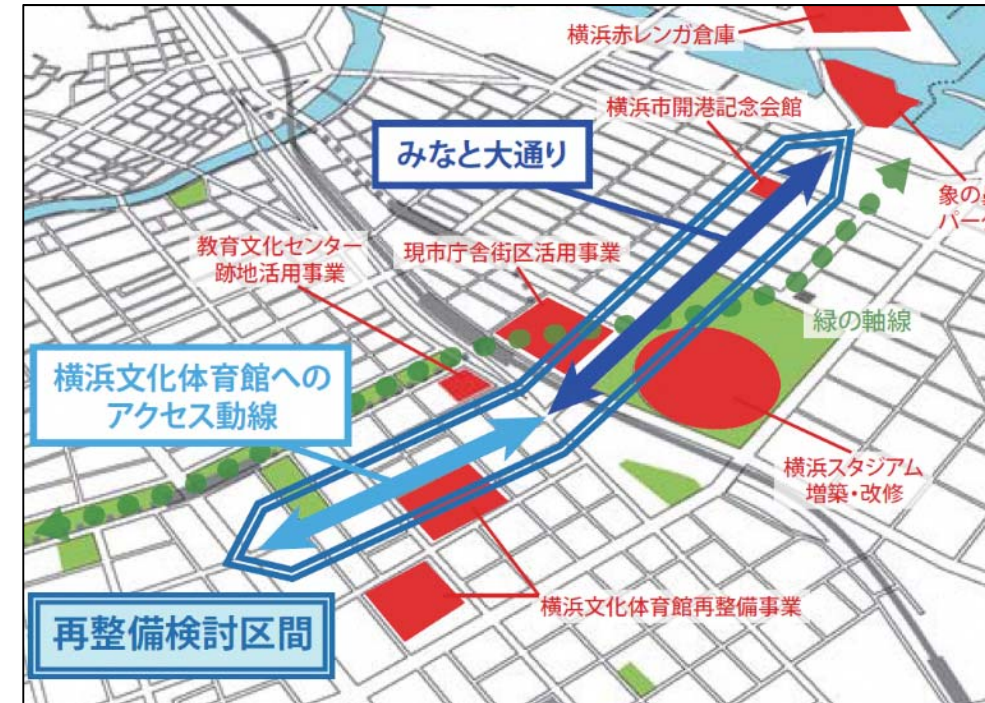 横浜赤レンガ倉庫
横浜市開港記念会館
みなと大通り
象の鼻
パーク
教育文化センター
跡地活用事業
現市庁舎街区活用事業
緑の軸線
横浜文化体育館への
アクセス動線
横浜スタジアム
増築・改修
横浜文化体育館再整備事業
再整備検討区間